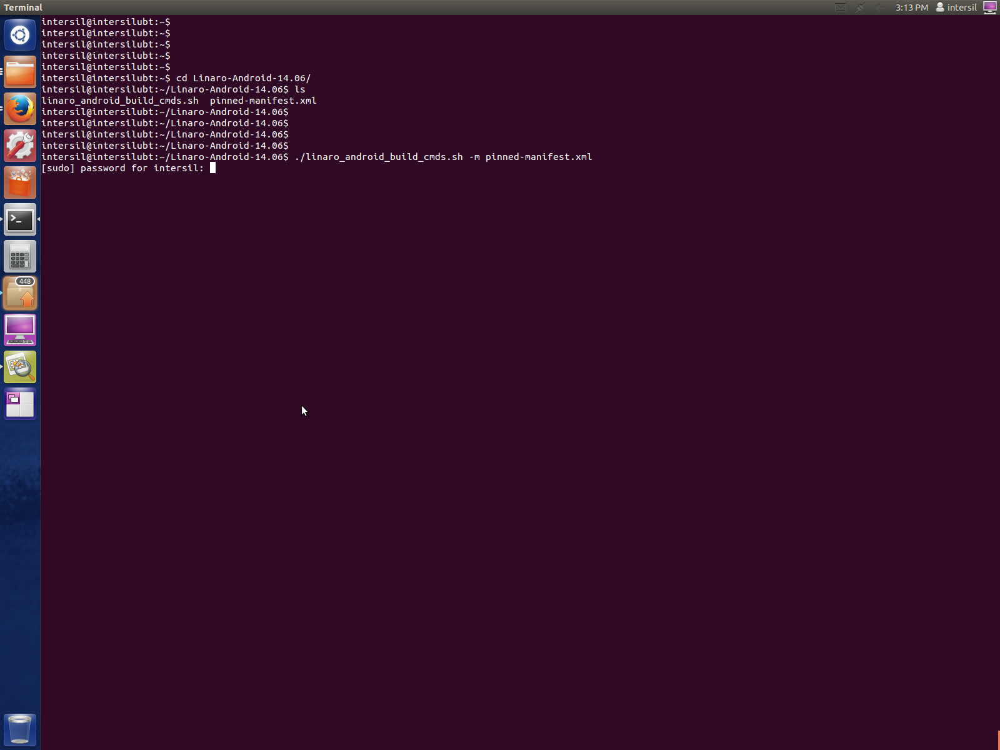 Terminal
3:13 PM intersil
intersil@intersilubt:~$
intersil@intersilubt:~$
intersil@intersilubt:~$
intersil@intersilubt:~$
intersil@intersilubt:~$
intersil@intersilubt:~$ cd Linaro-Android-14.06/
intersil@intersilubt:~/Linaro-Android-14.06$ ls
linaro_android_build_cmds.sh  pinned-manifest.xml
intersil@intersilubt:~/Linaro-Android-14.06$
intersil@intersilubt:~/Linaro-Android-14.06$
intersil@intersilubt:~/Linaro-Android-14.06$
intersil@intersilubt:~/Linaro-Android-14.06$
intersil@intersilubt:~/Linaro-Android-14.06$ ./linaro_android_build_cmds.sh -m pinned-manifest.xml
[sudo] password for intersil:
448